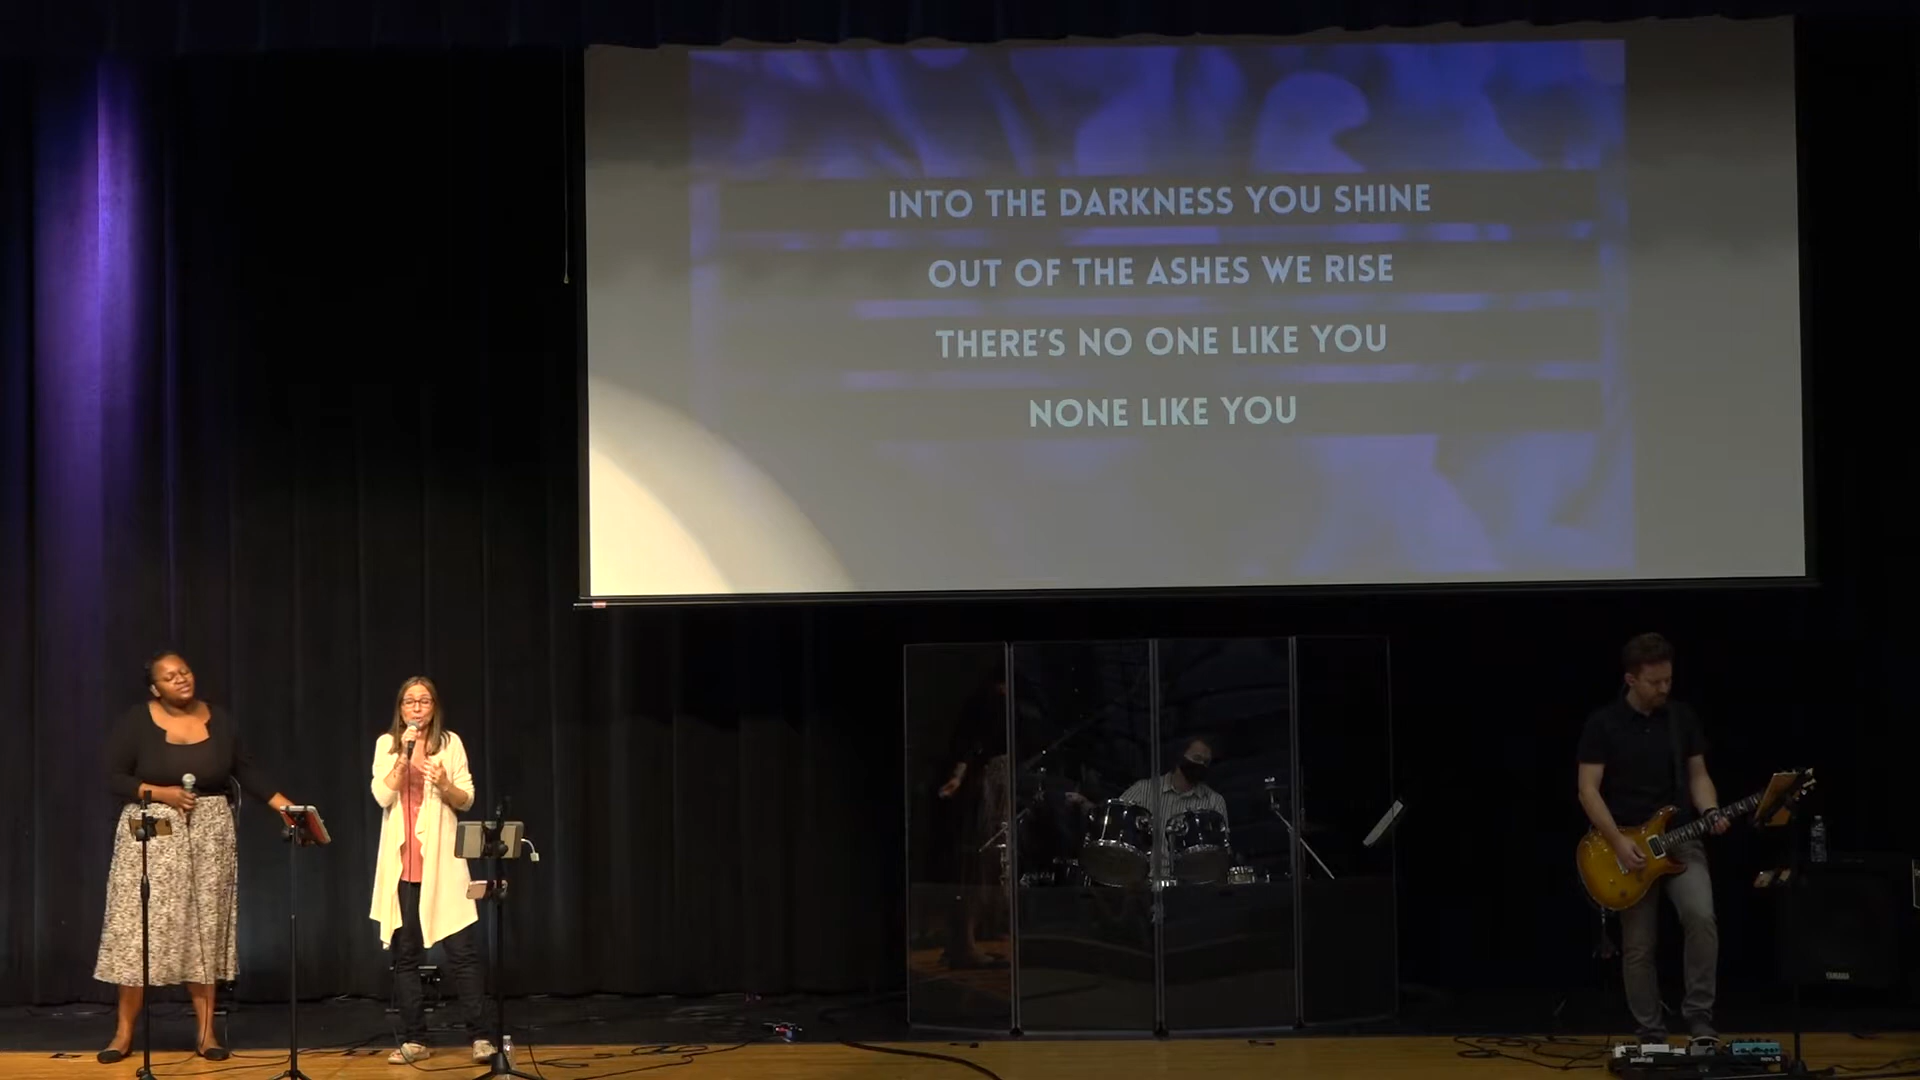 INTO THE DARKNESS YOU SHINE
OUT OF THE ASHES WE RISE
THERE'S NO ONE LIKE YOU
NONE LIKE YOU
YAMAHA